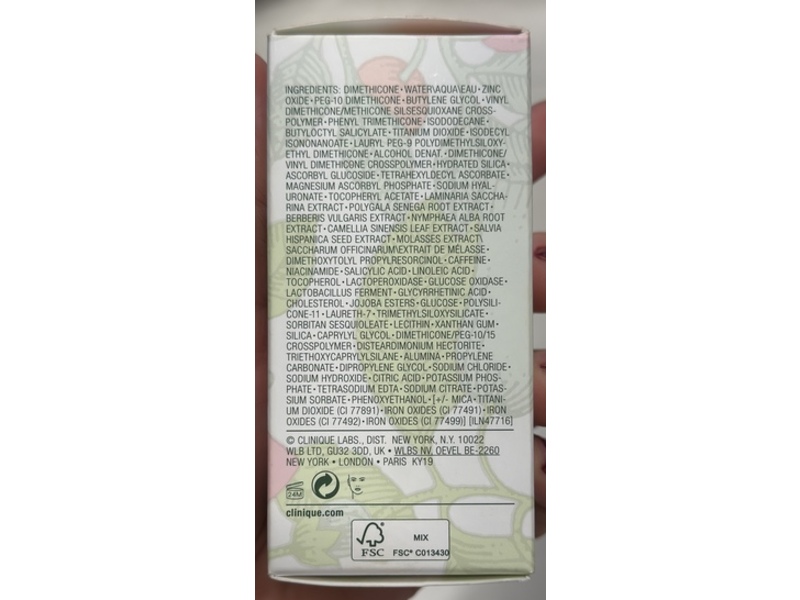 INGREDIENTS: DIMETHICONE • WATER\AQUA\EAU • ZINC
OXIDE • PEG-10 DIMETHICONE • BUTYLENE GLYCOL • VINYL
DIMETHICONE/METHICONE SILSESQUIOXANE CROSS-
POLYMER • PHENYL TRIMETHICONE • ISODODECANE •
BUTYLOCTYL SALICYLATE • TITANIUM DIOXIDE • ISODECYL
ISONONANOATE • LAURYL PEG-9 POLYDIMETHYLSILOXY-
ETHYL DIMETHICONE • ALCOHOL DENAT. • DIMETHICONE/
VINYL DIMETHICONE CROSSPOLYMER • HYDRATED SILICA •
ASCORBYL GLUCOSIDE • TETRAHEXYLDECYL ASCORBATE •
MAGNESIUM ASCORBYL PHOSPHATE • SODIUM HYAL-
URONATE • TOCOPHERYL ACETATE • LAMINARIA SACCHA-
RINA EXTRACT • POLYGALA SENEGA ROOT EXTRACT •
BERBERIS VULGARIS EXTRACT • NYMPHAEA ALBA ROOT
EXTRACT • CAMELLIA SINENSIS LEAF EXTRACT • SALVIA
HISPANICA SEED EXTRACT • MOLASSES EXTRACT\
SACCHARUM OFFICINARUM\EXTRAIT DE MÉLASSE •
DIMETHOXYTOLYL PROPYLRESORCINOL • CAFFEINE •
NIACINAMIDE • SALICYLIC ACID • LINOLEIC ACID •
TOCOPHEROL • LACTOPEROXIDASE • GLUCOSE OXIDASE •
LACTOBACILLUS FERMENT • GLYCYRRHETINIC ACID •
CHOLESTEROL • JOJOBA ESTERS • GLUCOSE • POLYSILI-
CONE-11 • LAURETH-7 • TRIMETHYLSILOXYSILICATE •
SORBITAN SESQUIOLEATE • LECITHIN • XANTHAN GUM •
SILICA • CAPRYLYL GLYCOL • DIMETHICONE/PEG-10/15
CROSSPOLYMER • DISTEARDIMONIUM HECTORITE •
TRIETHOXYCAPRYLYLSILANE • ALUMINA • PROPYLENE
CARBONATE • DIPROPYLENE GLYCOL • SODIUM CHLORIDE •
SODIUM HYDROXIDE • CITRIC ACID • POTASSIUM PHOS-
PHATE • TETRASODIUM EDTA • SODIUM CITRATE • POTAS-
SIUM SORBATE • PHENOXYETHANOL • [+/- MICA • TITANI-
UM DIOXIDE (CI 77891) • IRON OXIDES (CI 77491) • IRON
OXIDES (CI 77492) • IRON OXIDES (CI 77499)] [ILN47716]
© CLINIQUE LABS., DIST. NEW YORK, N.Y. 10022
WLB LTD, GU32 3DD, UK • WLBS NV. OEVEL BE-2260
NEW YORK • LONDON • PARIS KY19
24M
clinique.com
FSC
MIX
FSC® C013430